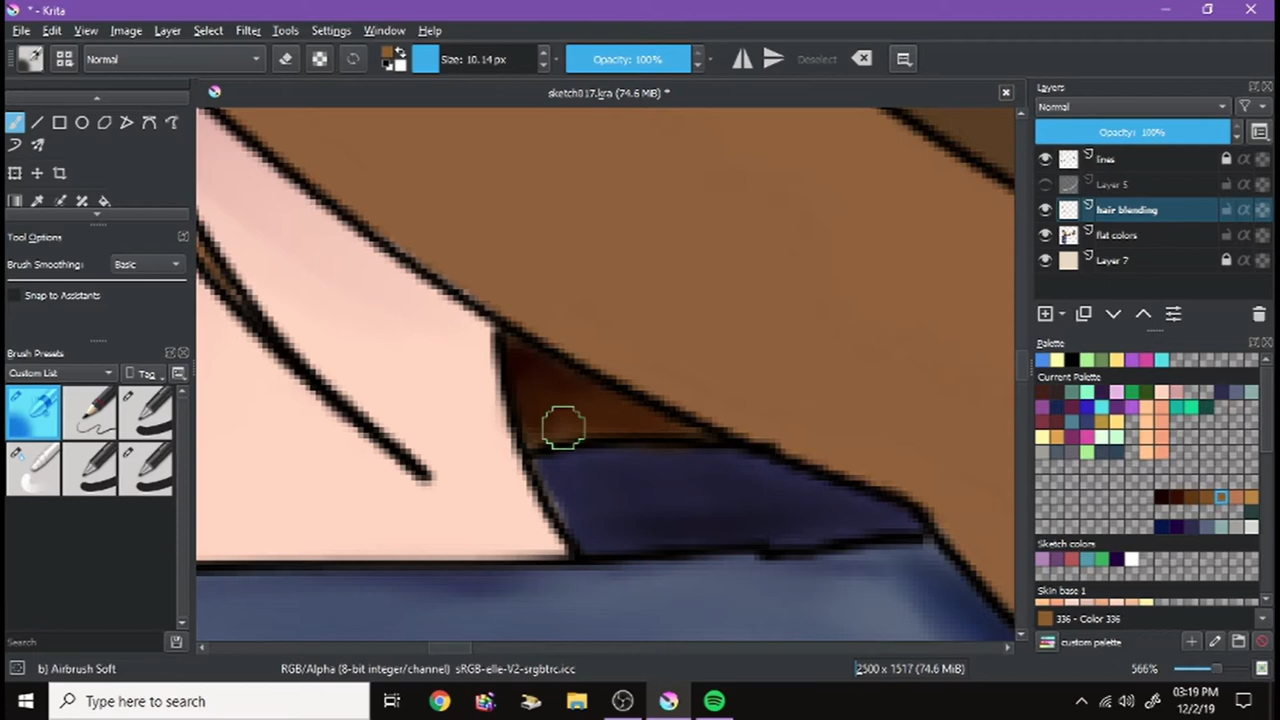 * - Krita
File Edit View Image Layer Select Filter Tools Settings Window Help
Normal Size: 10.14 px Opacity: 100% Deselect
sketch017.kra (74.6 MiB) *
Layers
Normal
Opacity: 100%
lines
Layer 5
hair blending
flat colors
Layer 7
Tool Options
Brush Smoothing: Basic
Snap to Assistants
Brush Presets
Custom List Tag
Palette
Current Palette
Sketch colors
Skin base 1
336 - Color 336
Search
custom palette
b) Airbrush Soft RGB/Alpha (8-bit integer/channel) sRGB-elle-V2-srgbtrc.icc 2500 x 1517 (74.6 MiB) 566%
Type here to search
03:19 PM
12/2/19